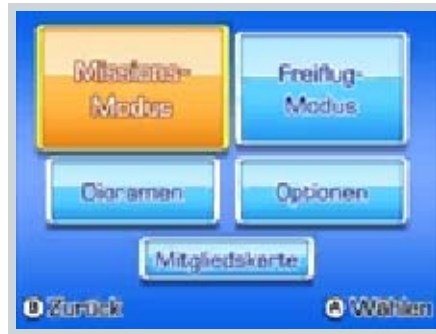 Missions-
Modus
Freiflug-
Modus
Dioramen
Optionen
Mitgliedskarte
B Zurück
A Wählen